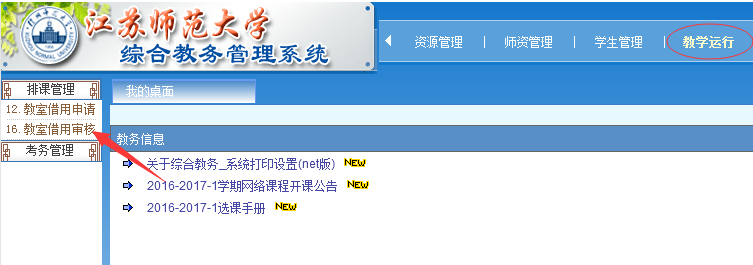 江苏师范大学
综合教务管理系统
资源管理 | 师资管理 | 学生管理 | 教学运行
排课管理
12. 教室借用申请
16. 教室借用审核
考务管理
我的桌面
教务信息
关于综合教务_系统打印设置(net版) NEW
2016-2017-1学期网络课程开课公告 NEW
2016-2017-1选课手册 NEW